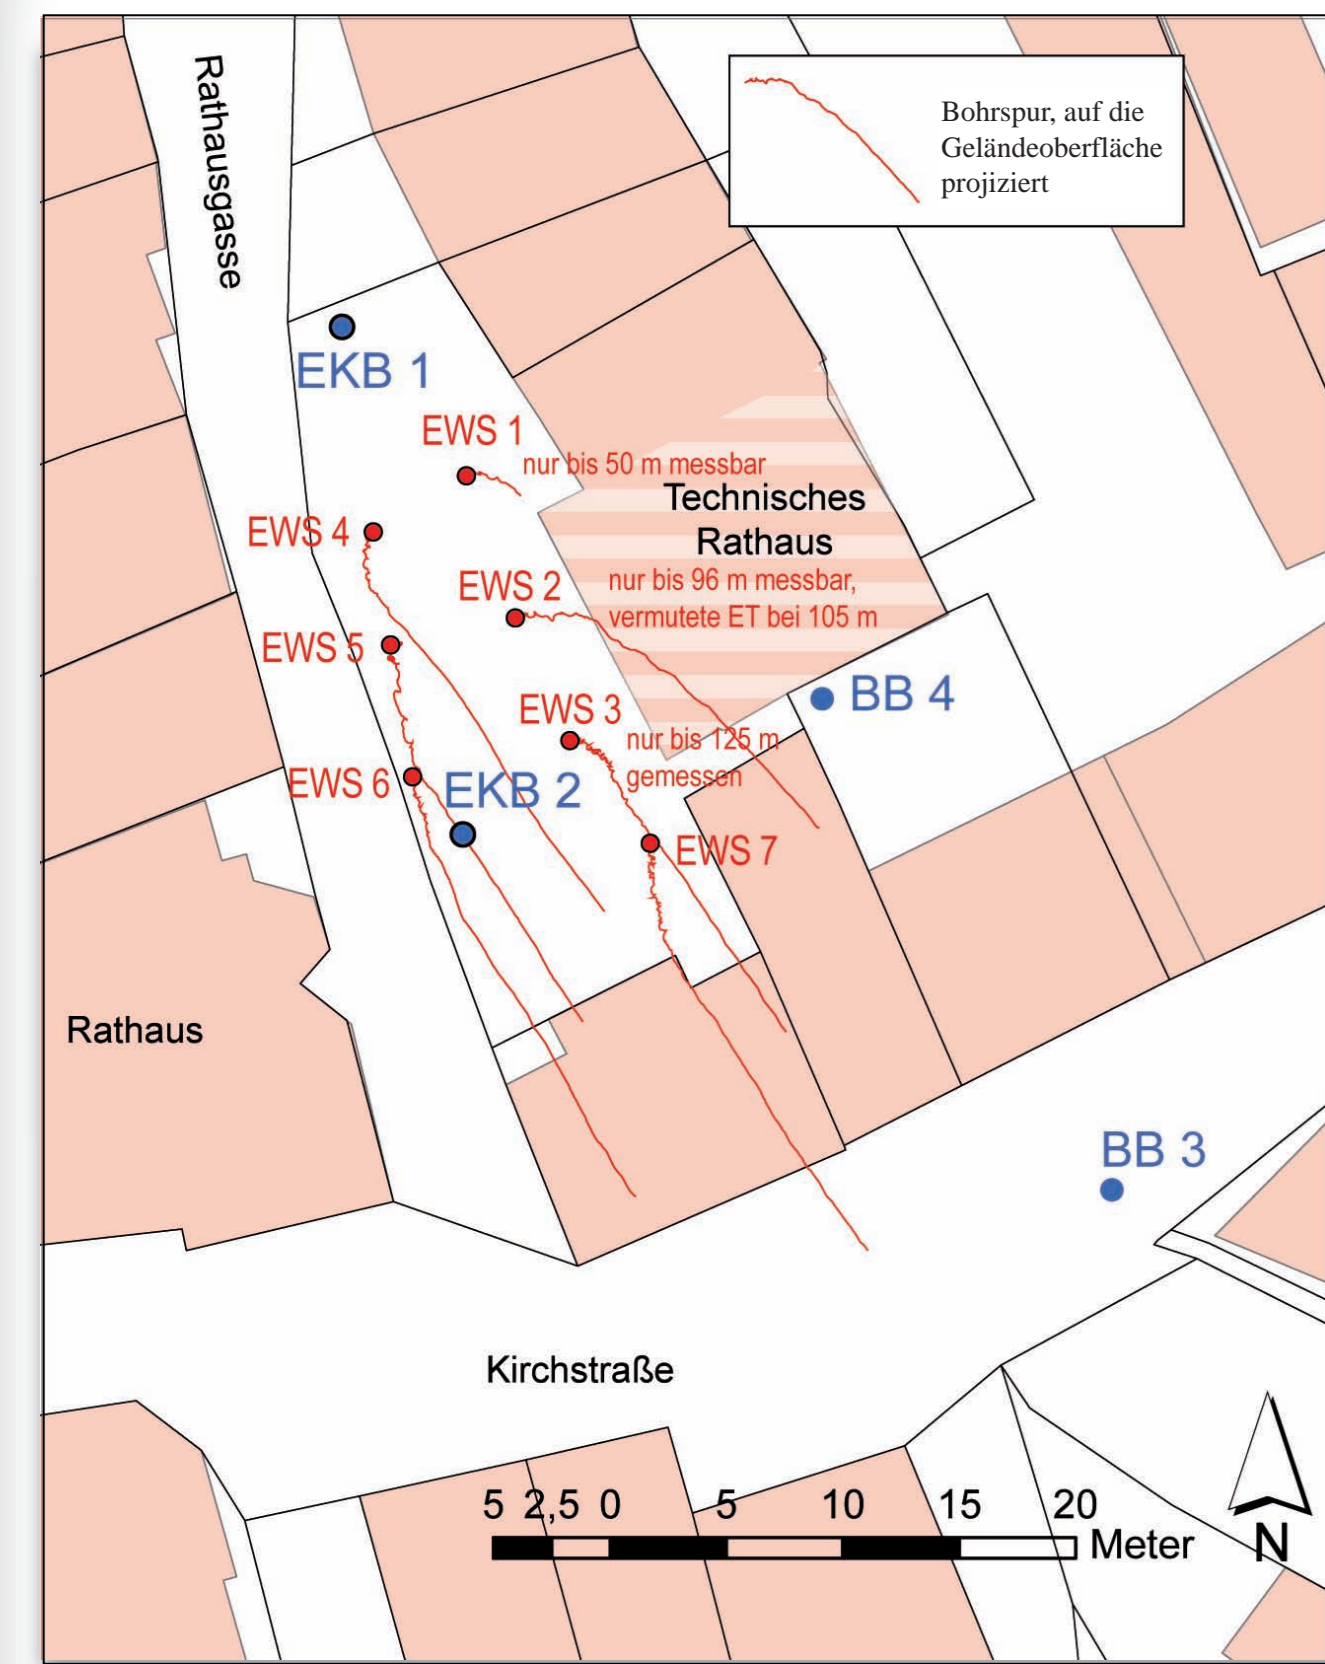 Rathausgasse
Bohrspur, auf die
Geländeoberfläche
projiziert
EKB 1
EWS 1
nur bis 50 m messbar
Technisches
Rathaus
EWS 4
EWS 2
nur bis 96 m messbar,
vermutete ET bei 105 m
EWS 5
BB 4
EWS 3
nur bis 125 m
gemessen
EWS 6
EKB 2
EWS 7
Rathaus
BB 3
Kirchstraße
5 2,5 0 5 10 15 20
Meter
N